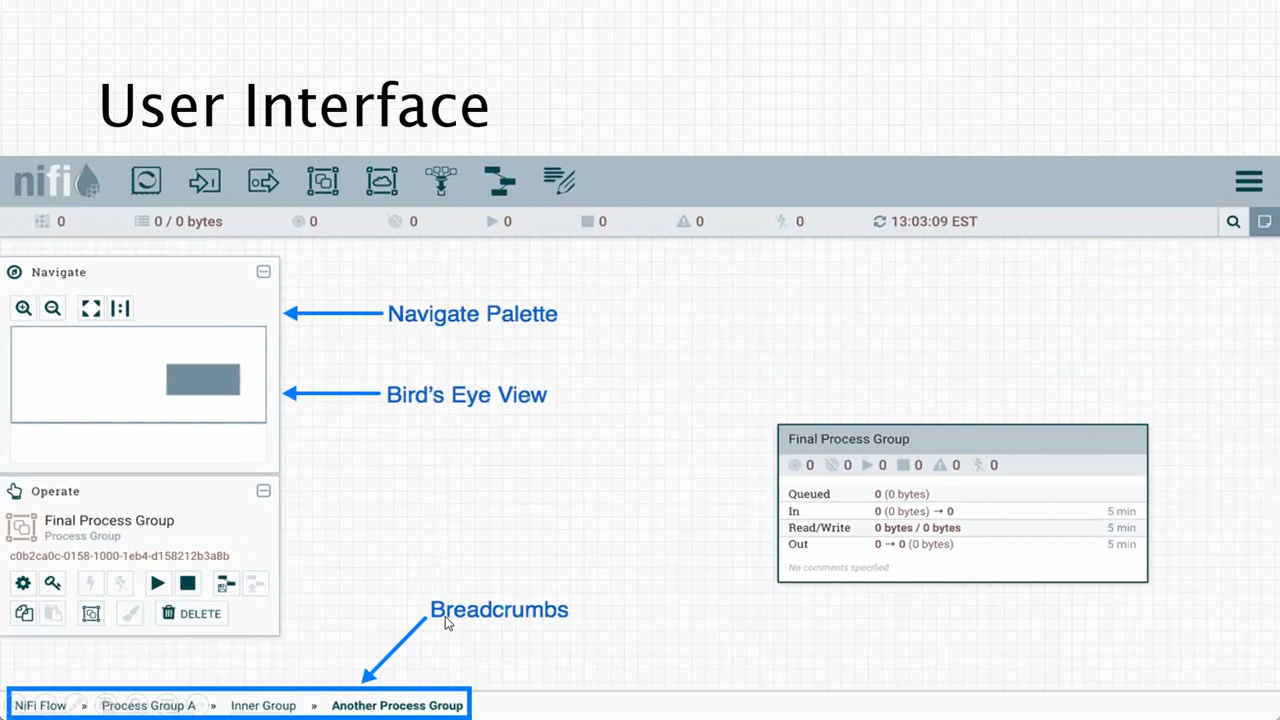 User Interface
nifi
0
0 / 0 bytes
0
0
0
0
0
0
13:03:09 EST
Navigate
Navigate Palette
Bird's Eye View
Final Process Group
0 0 0 0 0 0
Queued 0 (0 bytes)
In 0 (0 bytes) → 0 5 min
Read/Write 0 bytes / 0 bytes 5 min
Out 0 → 0 (0 bytes) 5 min
No comments specified
Operate
Final Process Group
Process Group
c0b2ca0c-0158-1000-1eb4-d158212b3a8b
DELETE
Breadcrumbs
NiFi Flow » Process Group A » Inner Group » Another Process Group